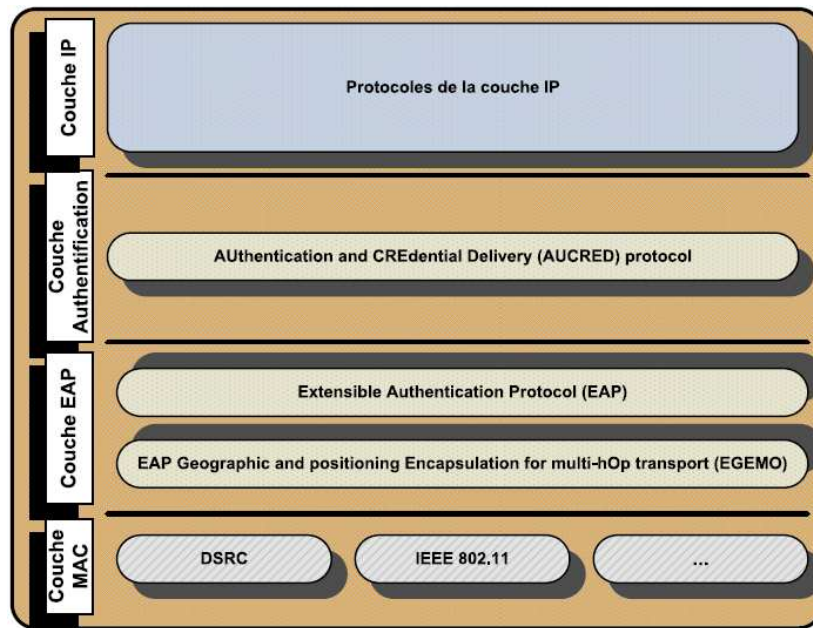 Couche IP
Protocoles de la couche IP
Couche
Authentification
AUthentication and CREdential Delivery (AUCRED) protocol
Couche EAP
Extensible Authentication Protocol (EAP)
EAP Geographic and positioning Encapsulation for multi-hOp transport (EGEMO)
Couche
MAC
DSRC
IEEE 802.11
...